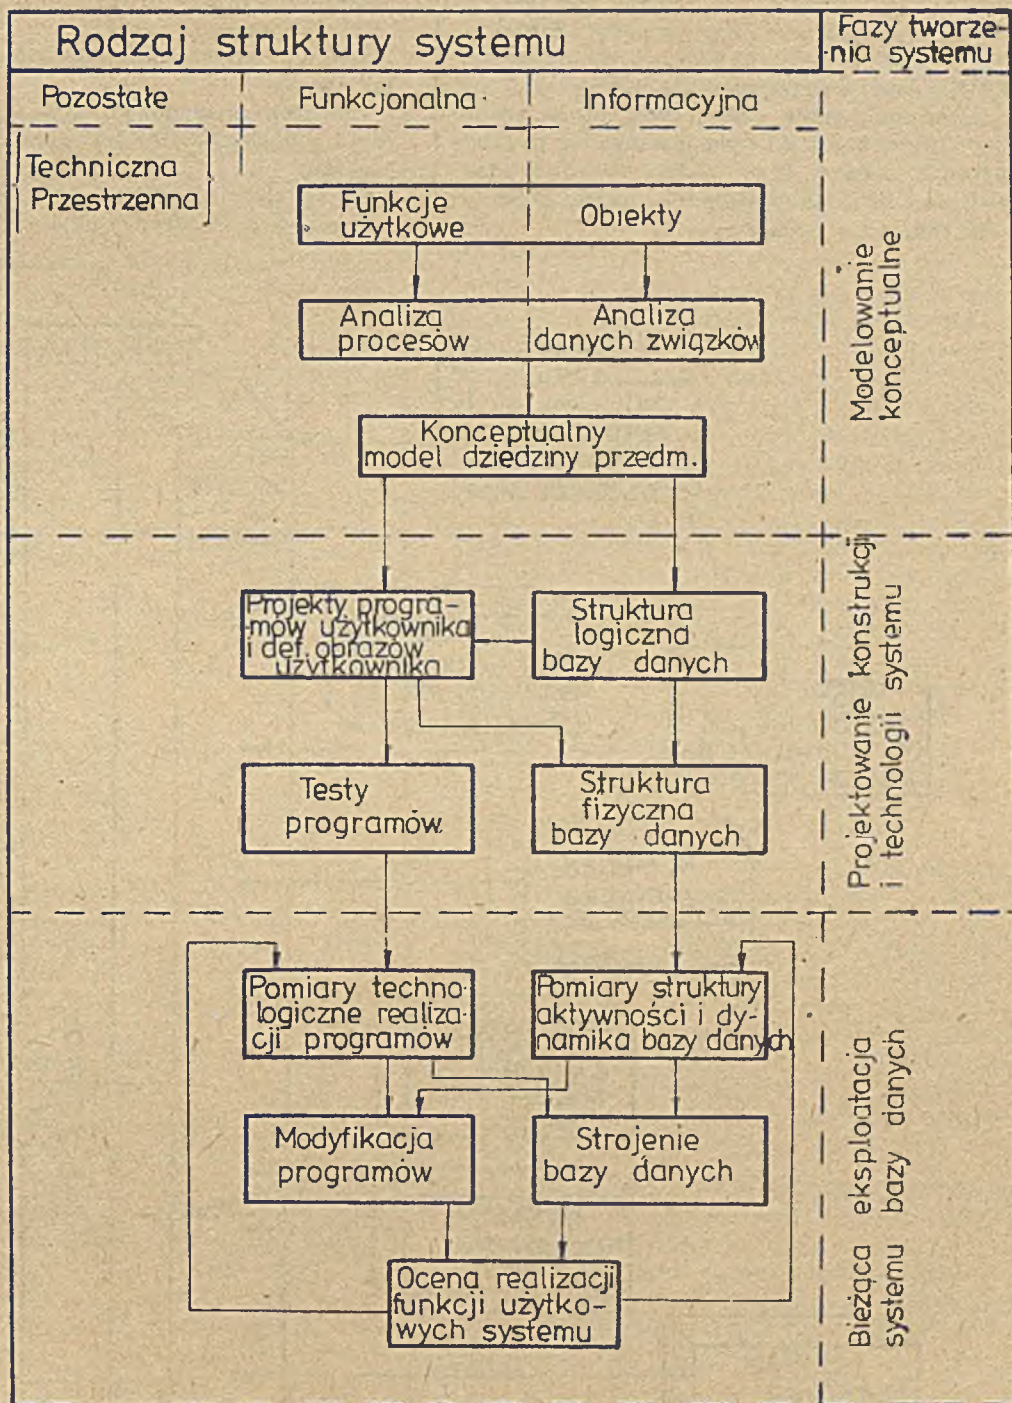 Rodzaj struktury systemu
Fazy tworze-
-nia systemu
Pozostałe
Funkcjonalna
Informacyjna
Techniczna
Przestrzenna
Funkcje
użytkowe
Obiekty
Analiza
procesów
Analiza
danych związków
Konceptualny
model dziedziny przedm.
Modelowanie
konceptualne
Projekty progra-
-mów użytkownika
i def. obrazów
użytkownika
Struktura
logiczna
bazy danych
Testy
programów
Struktura
fizyczna
bazy danych
Projektowanie konstrukcji
i technologii systemu
Pomiary techno-
logiczne realiza-
cji programów
Pomiary struktury
aktywności i dy-
namika bazy danych
Modyfikacja
programów
Strojenie
bazy danych
Ocena realizacji
funkcji użytko-
wych systemu
Bieżąca eksploatacja
systemu bazy danych